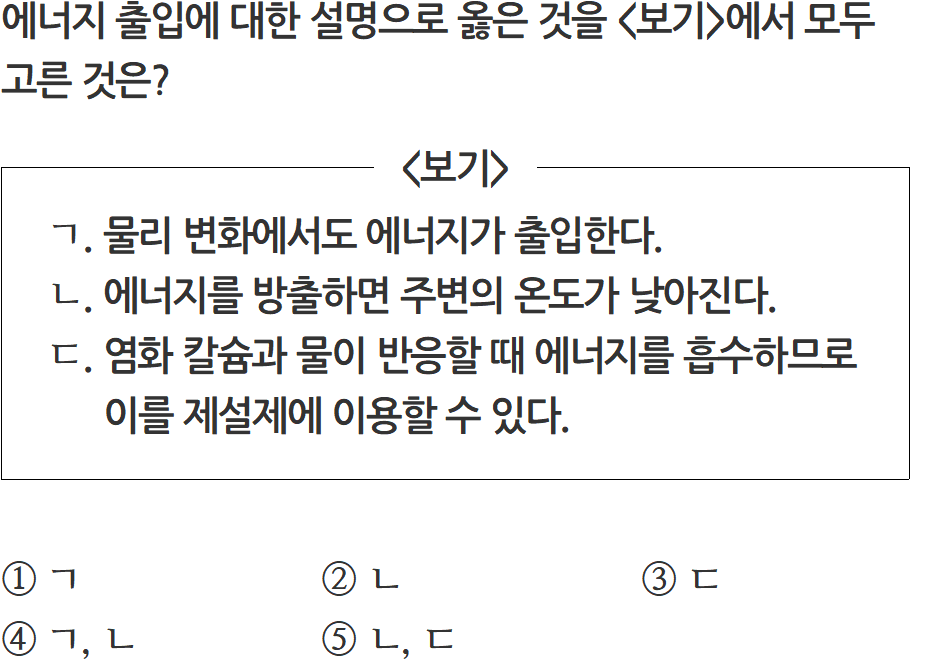 에너지 출입에 대한 설명으로 옳은 것을 <보기>에서 모두
고른 것은?
<보기>
ㄱ. 물리 변화에서도 에너지가 출입한다.
ㄴ. 에너지를 방출하면 주변의 온도가 낮아진다.
ㄷ. 염화 칼슘과 물이 반응할 때 에너지를 흡수하므로
이를 제설제에 이용할 수 있다.
① ㄱ ② ㄴ ③ ㄷ
④ ㄱ, ㄴ ⑤ ㄴ, ㄷ